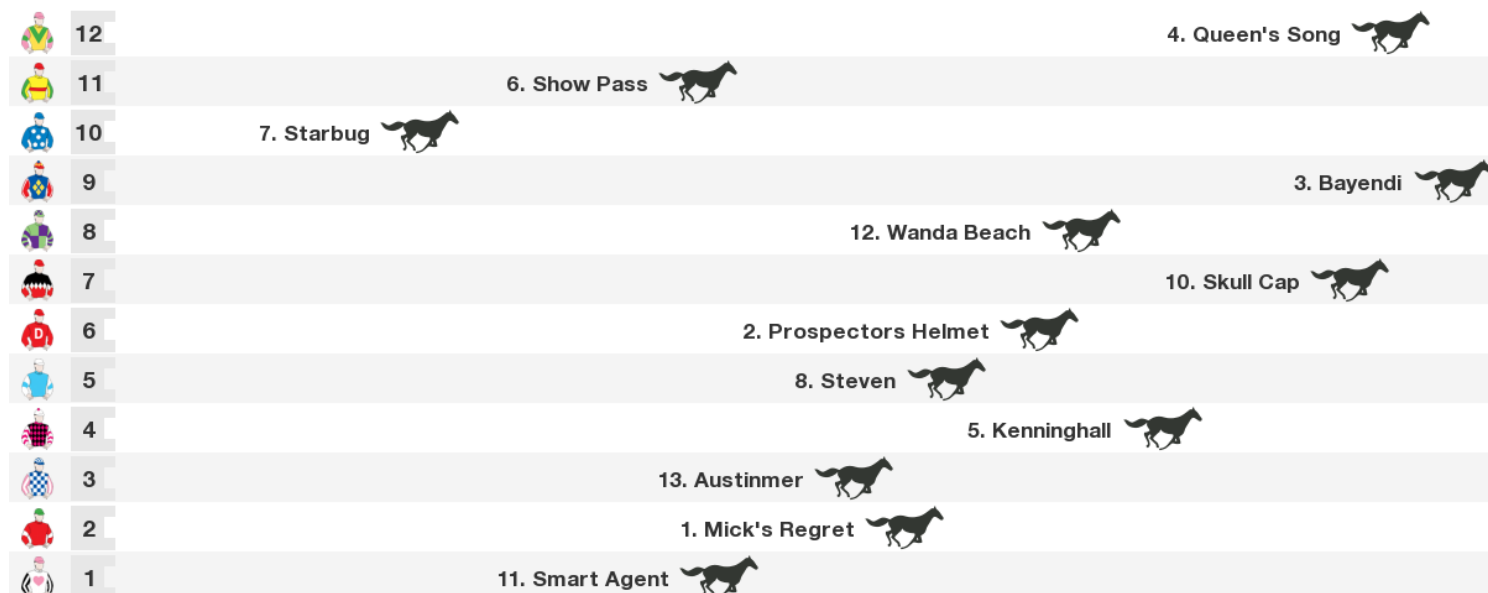 12 4. Queen's Song
11 6. Show Pass
10 7. Starbug
9 3. Bayendi
8 12. Wanda Beach
7 10. Skull Cap
D 6 2. Prospectors Helmet
5 8. Steven
4 5. Kenninghall
3 13. Austinmer
2 1. Mick's Regret
1 11. Smart Agent